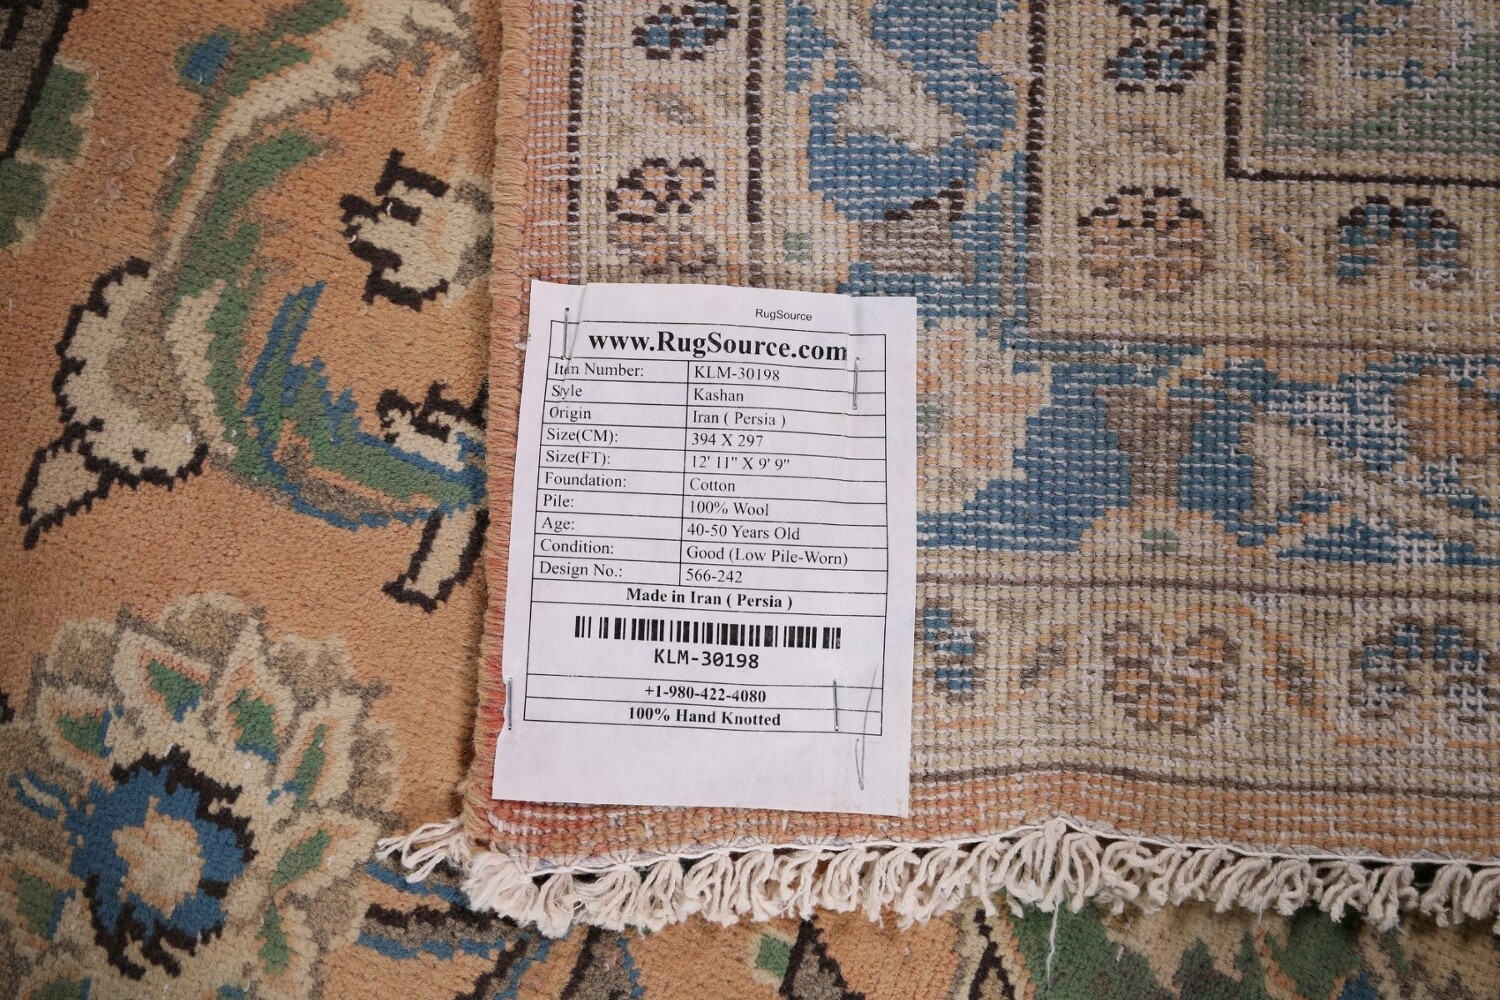 RugSource
www.RugSource.com
Item Number: KLM-30198
Style Kashan
Origin Iran ( Persia )
Size(CM): 394 X 297
Size(FT): 12' 11" X 9' 9"
Foundation: Cotton
Pile: 100% Wool
Age: 40-50 Years Old
Condition: Good (Low Pile-Worn)
Design No.: 566-242
Made in Iran ( Persia )
KLM-30198
+1-980-422-4080
100% Hand Knotted